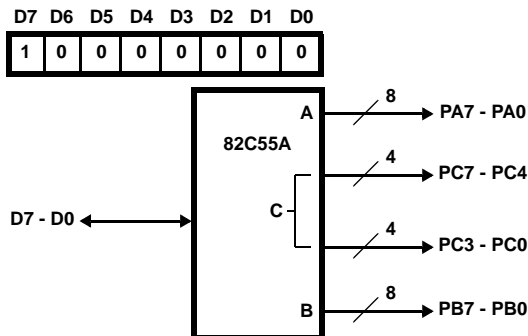 D7 D6 D5 D4 D3 D2 D1 D0
1 0 0 0 0 0 0 0
A 8 PA7 - PA0
82C55A
4 PC7 - PC4
C
D7 - D0
4 PC3 - PC0
B 8 PB7 - PB0